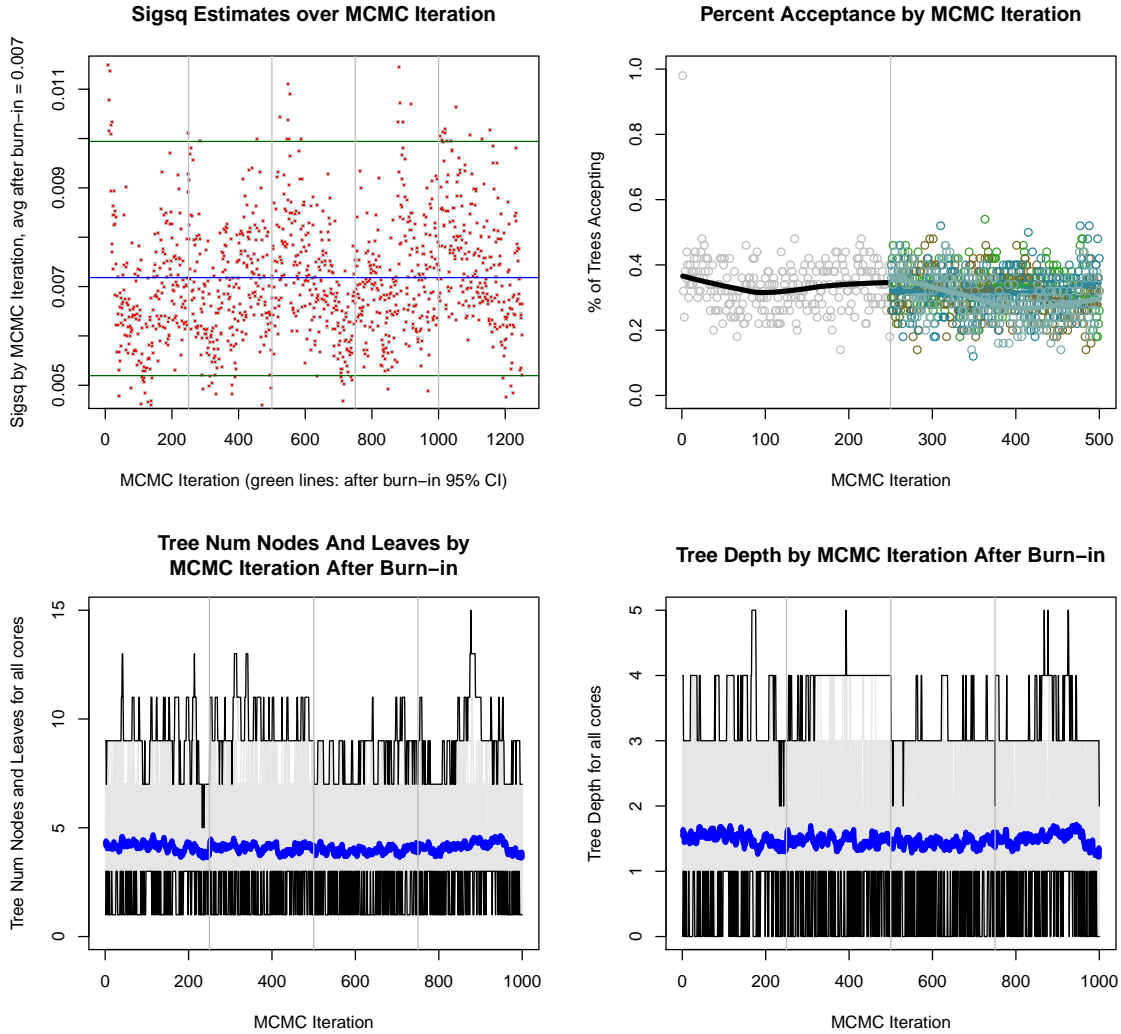 Sigsq Estimates over MCMC Iteration
Sigsq by MCMC Iteration, avg after burn−in = 0.007
0.011
0.009
0.007
0.005
0 200 400 600 800 1000 1200
MCMC Iteration (green lines: after burn−in 95% CI)
Percent Acceptance by MCMC Iteration
% of Trees Accepting
1.0
0.8
0.6
0.4
0.2
0.0
0 100 200 300 400 500
MCMC Iteration
Tree Num Nodes And Leaves by
MCMC Iteration After Burn−in
Tree Num Nodes and Leaves for all cores
15
10
5
0
0 200 400 600 800 1000
MCMC Iteration
Tree Depth by MCMC Iteration After Burn−in
Tree Depth for all cores
5
4
3
2
1
0
0 200 400 600 800 1000
MCMC Iteration